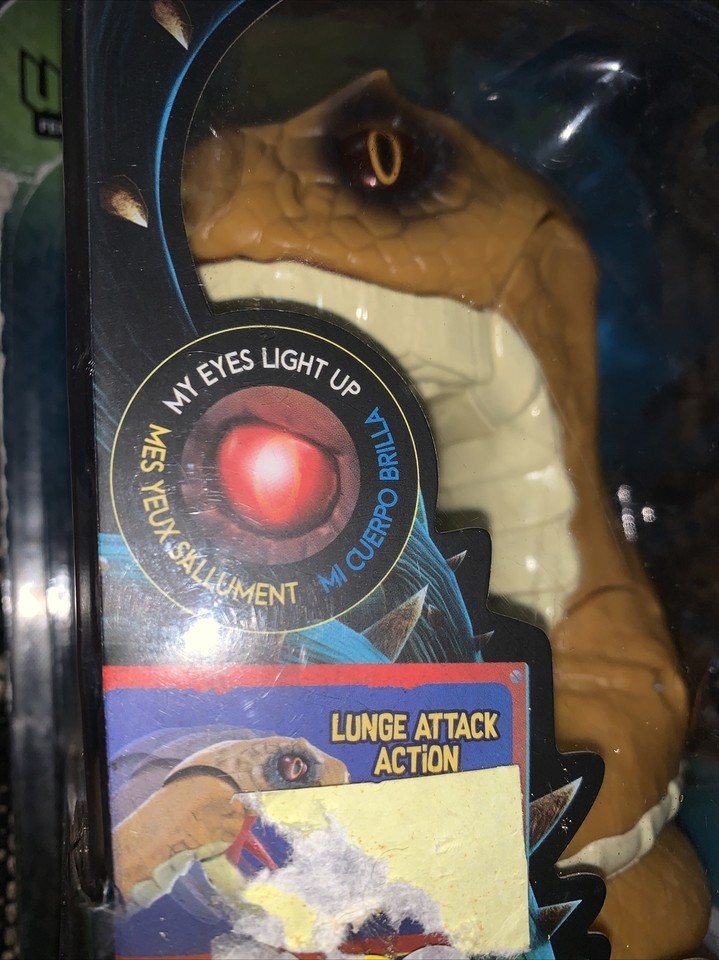 MY EYES LIGHT UP
MES YEUX S'ALLUMENT
MI CUERPO BRILLA
LUNGE ATTACK
ACTiON